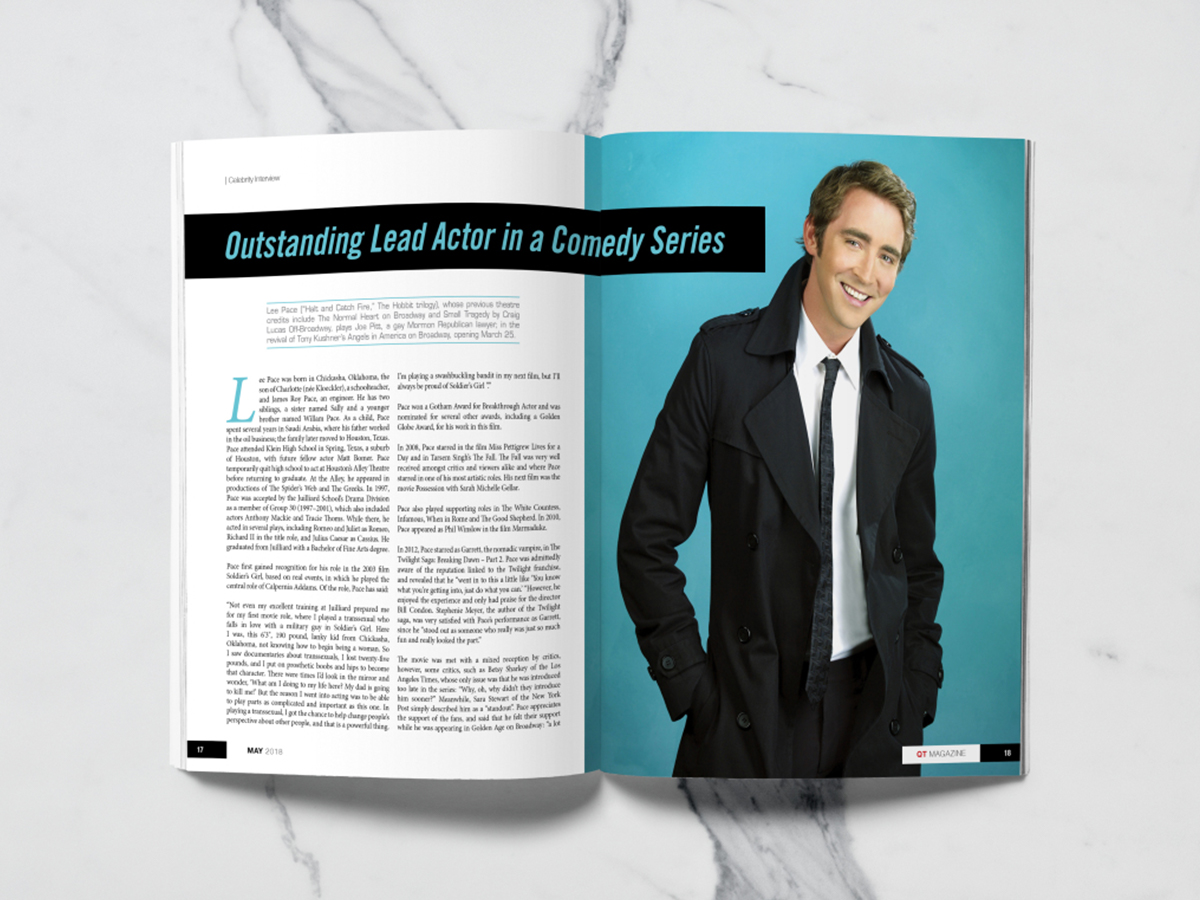 | Celebrity Interview
Outstanding Lead Actor in a Comedy Series
Lee Pace ("Halt and Catch Fire," The Hobbit trilogy), whose previous theatre
credits include The Normal Heart on Broadway and Small Tragedy by Craig
Lucas Off-Broadway, plays Joe Pitt, a gay Mormon Republican lawyer, in the
revival of Tony Kushner's Angels in America on Broadway, opening March 25.
Lee Pace was born in Chickasha, Oklahoma, the
son of Charlotte (née Kloeckler), a schoolteacher,
and James Roy Pace, an engineer. He has two
siblings, a sister named Sally and a younger
brother named Willam Pace. As a child, Pace
spent several years in Saudi Arabia, where his father worked
in the oil business; the family later moved to Houston, Texas.
Pace attended Klein High School in Spring, Texas, a suburb
of Houston, with future fellow actor Matt Bomer. Pace
temporarily quit high school to act at Houston's Alley Theatre
before returning to graduate. At the Alley, he appeared in
productions of The Spider's Web and The Greeks. In 1997,
Pace was accepted by the Juilliard School's Drama Division
as a member of Group 30 (1997–2001), which also included
actors Anthony Mackie and Tracie Thoms. While there, he
acted in several plays, including Romeo and Juliet as Romeo,
Richard II in the title role, and Julius Caesar as Cassius. He
graduated from Juilliard with a Bachelor of Fine Arts degree.
Pace first gained recognition for his role in the 2003 film
Soldier's Girl, based on real events, in which he played the
central role of Calpernia Addams. Of the role, Pace has said:
"Not even my excellent training at Juilliard prepared me
for my first movie role, where I played a transsexual who
falls in love with a military guy in Soldier's Girl. Here
I was, this 6'3", 190 pound, lanky kid from Chickasha,
Oklahoma, not knowing how to begin being a woman. So
I saw documentaries about transsexuals, I lost twenty-five
pounds, and I put on prosthetic boobs and hips to become
that character. There were times I'd look in the mirror and
wonder, 'What am I doing to my life here? My dad is going
to kill me!' But the reason I went into acting was to be able
to play parts as complicated and important as this one. In
playing a transsexual, I got the chance to help change people's
perspective about other people, and that is a powerful thing.
I'm playing a swashbuckling bandit in my next film, but I'll
always be proud of Soldier's Girl '."
Pace won a Gotham Award for Breakthrough Actor and was
nominated for several other awards, including a Golden
Globe Award, for his work in this film.
In 2008, Pace starred in the film Miss Pettigrew Lives for a
Day and in Tarsem Singh's The Fall. The Fall was very well
received amongst critics and viewers alike and where Pace
starred in one of his most artistic roles. His next film was the
movie Possession with Sarah Michelle Gellar.
Pace also played supporting roles in The White Countess,
Infamous, When in Rome and The Good Shepherd. In 2010,
Pace appeared as Phil Winslow in the film Marmaduke.
In 2012, Pace starred as Garrett, the nomadic vampire, in The
Twilight Saga: Breaking Dawn – Part 2. Pace was admittedly
aware of the reputation linked to the Twilight franchise,
and revealed that he "went in to this a little like 'You know
what you're getting into, just do what you can.' "However, he
enjoyed the experience and only had praise for the director
Bill Condon. Stephenie Meyer, the author of the Twilight
saga, was very satisfied with Pace's performance as Garrett,
since he "stood out as someone who really was just so much
fun and really looked the part."
The movie was met with a mixed reception by critics,
however, some critics, such as Betsy Sharkey of the Los
Angeles Times, whose only issue was that he was introduced
too late in the series: "Why, oh, why didn't they introduce
him sooner?" Meanwhile, Sara Stewart of the New York
Post simply described him as a "standout". Pace appreciates
the support of the fans, and said that he felt their support
while he was appearing in Golden Age on Broadway: "a lot
17
MAY 2018
QT MAGAZINE
18